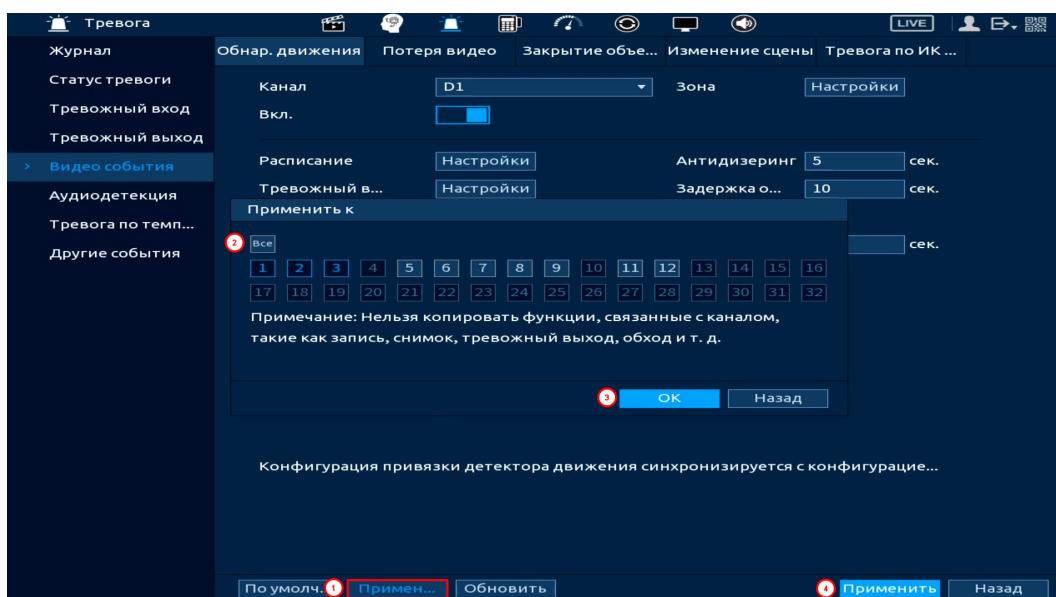 Тревога
LIVE
Журнал
Статус тревоги
Тревожный вход
Тревожный выход
> Видео события
Аудиодетекция
Тревога по темп...
Другие события
Обнар. движения Потеря видео Закрытие объе... Изменение сцены Тревога по ИК ...
Канал D1 Зона Настройки
Вкл.
Расписание Настройки Антидизеринг 5 сек.
Тревожный в... Настройки Задержка о... 10 сек.
Применить к
сек.
2 Все
1 2 3 4 5 6 7 8 9 10 11 12 13 14 15 16
17 18 19 20 21 22 23 24 25 26 27 28 29 30 31 32
Примечание: Нельзя копировать функции, связанные с каналом,
такие как запись, снимок, тревожный выход, обход и т. д.
3 OK Назад
Конфигурация привязки детектора движения синхронизируется с конфигурацие...
По умолч. 1 Примен... Обновить 4 Применить Назад